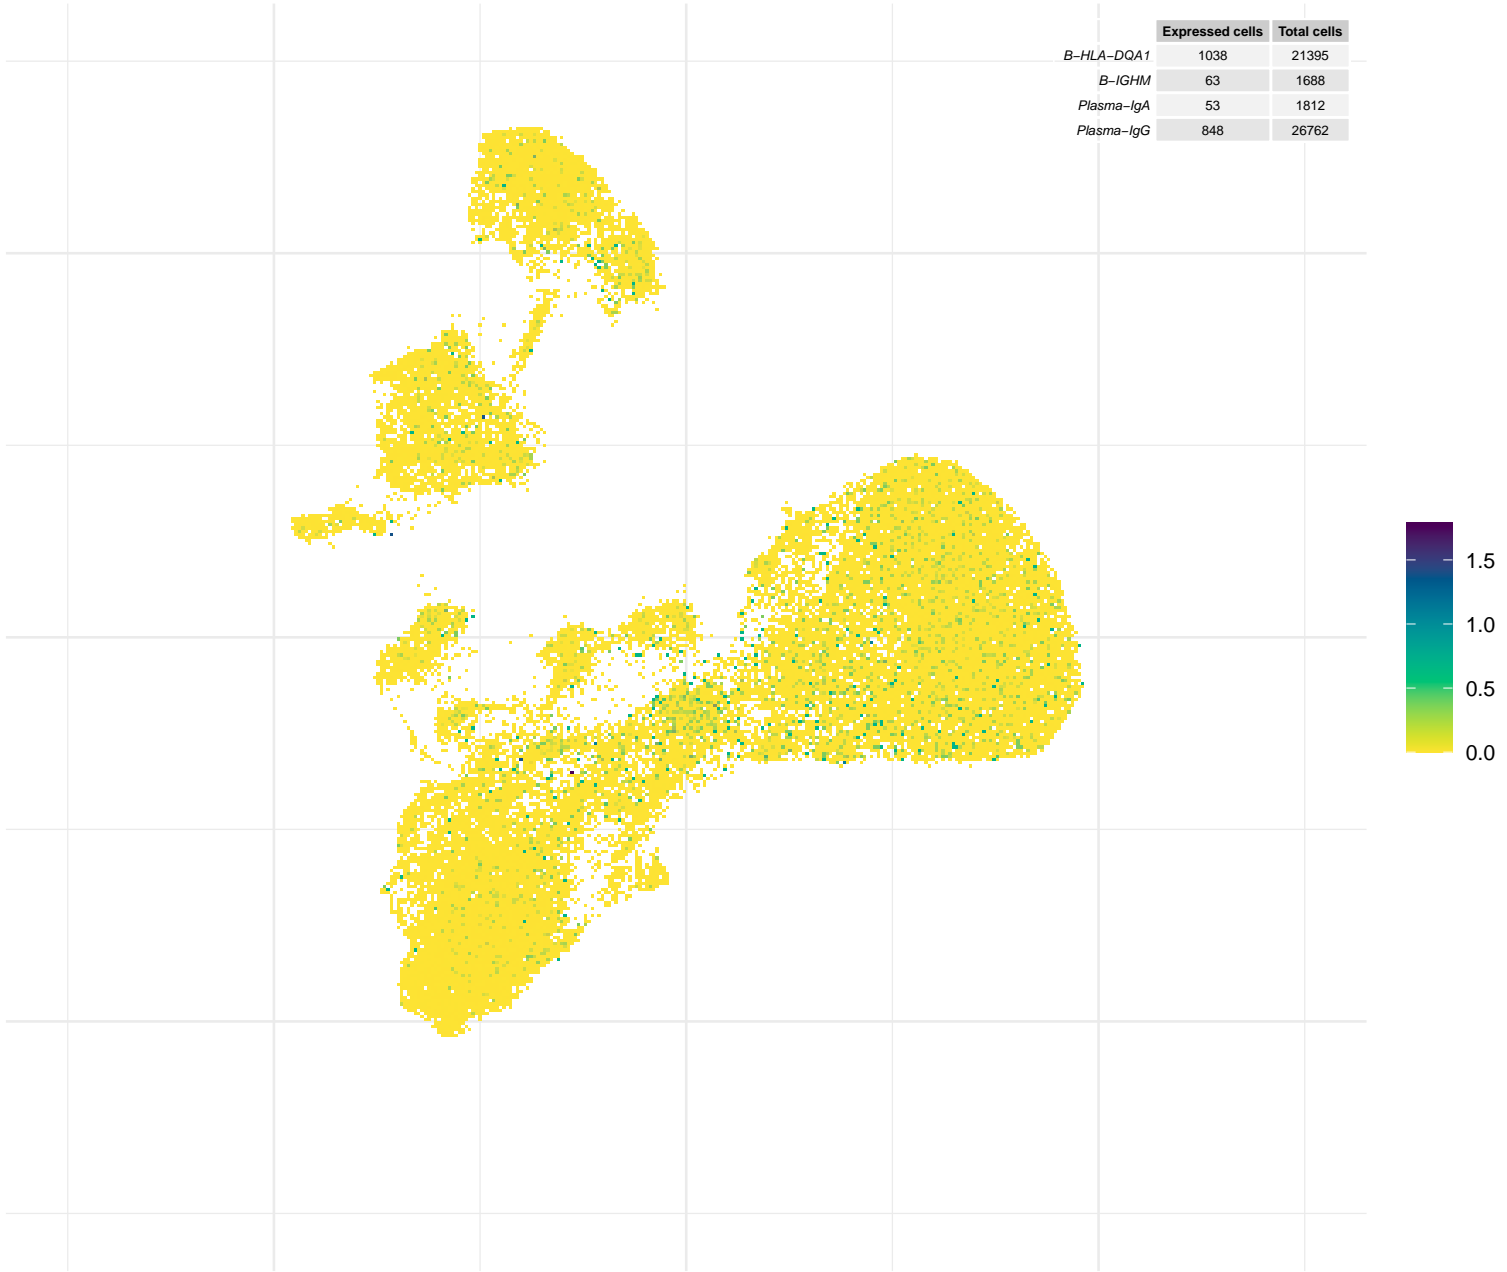 Expressed cells Total cells
B−HLA−DQA1 1038 21395
B−IGHM 63 1688
Plasma−IgA 53 1812
Plasma−IgG 848 26762
1.5
1.0
0.5
0.0